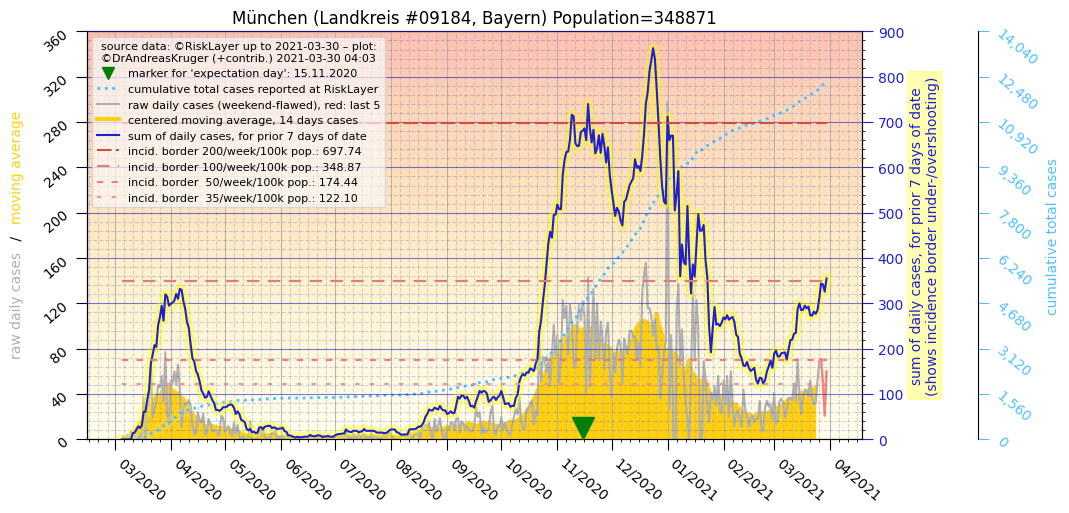 München (Landkreis #09184, Bayern) Population=348871
source data: ©RiskLayer up to 2021-03-30 – plot:
©DrAndreasKruger (+contrib.) 2021-03-30 04:03
marker for 'expectation day': 15.11.2020
cumulative total cases reported at RiskLayer
raw daily cases (weekend-flawed), red: last 5
centered moving average, 14 days cases
sum of daily cases, for prior 7 days of date
incid. border 200/week/100k pop.: 697.74
incid. border 100/week/100k pop.: 348.87
incid. border  50/week/100k pop.: 174.44
incid. border  35/week/100k pop.: 122.10
raw daily cases / moving average
360
320
280
240
200
160
120
80
40
0
03/2020
04/2020
05/2020
06/2020
07/2020
08/2020
09/2020
10/2020
11/2020
12/2020
01/2021
02/2021
03/2021
04/2021
900
800
700
600
500
400
300
200
100
0
sum of daily cases, for prior 7 days of date
(shows incidence border under-/overshooting)
14,040
12,480
10,920
9,360
7,800
6,240
4,680
3,120
1,560
0
cumulative total cases